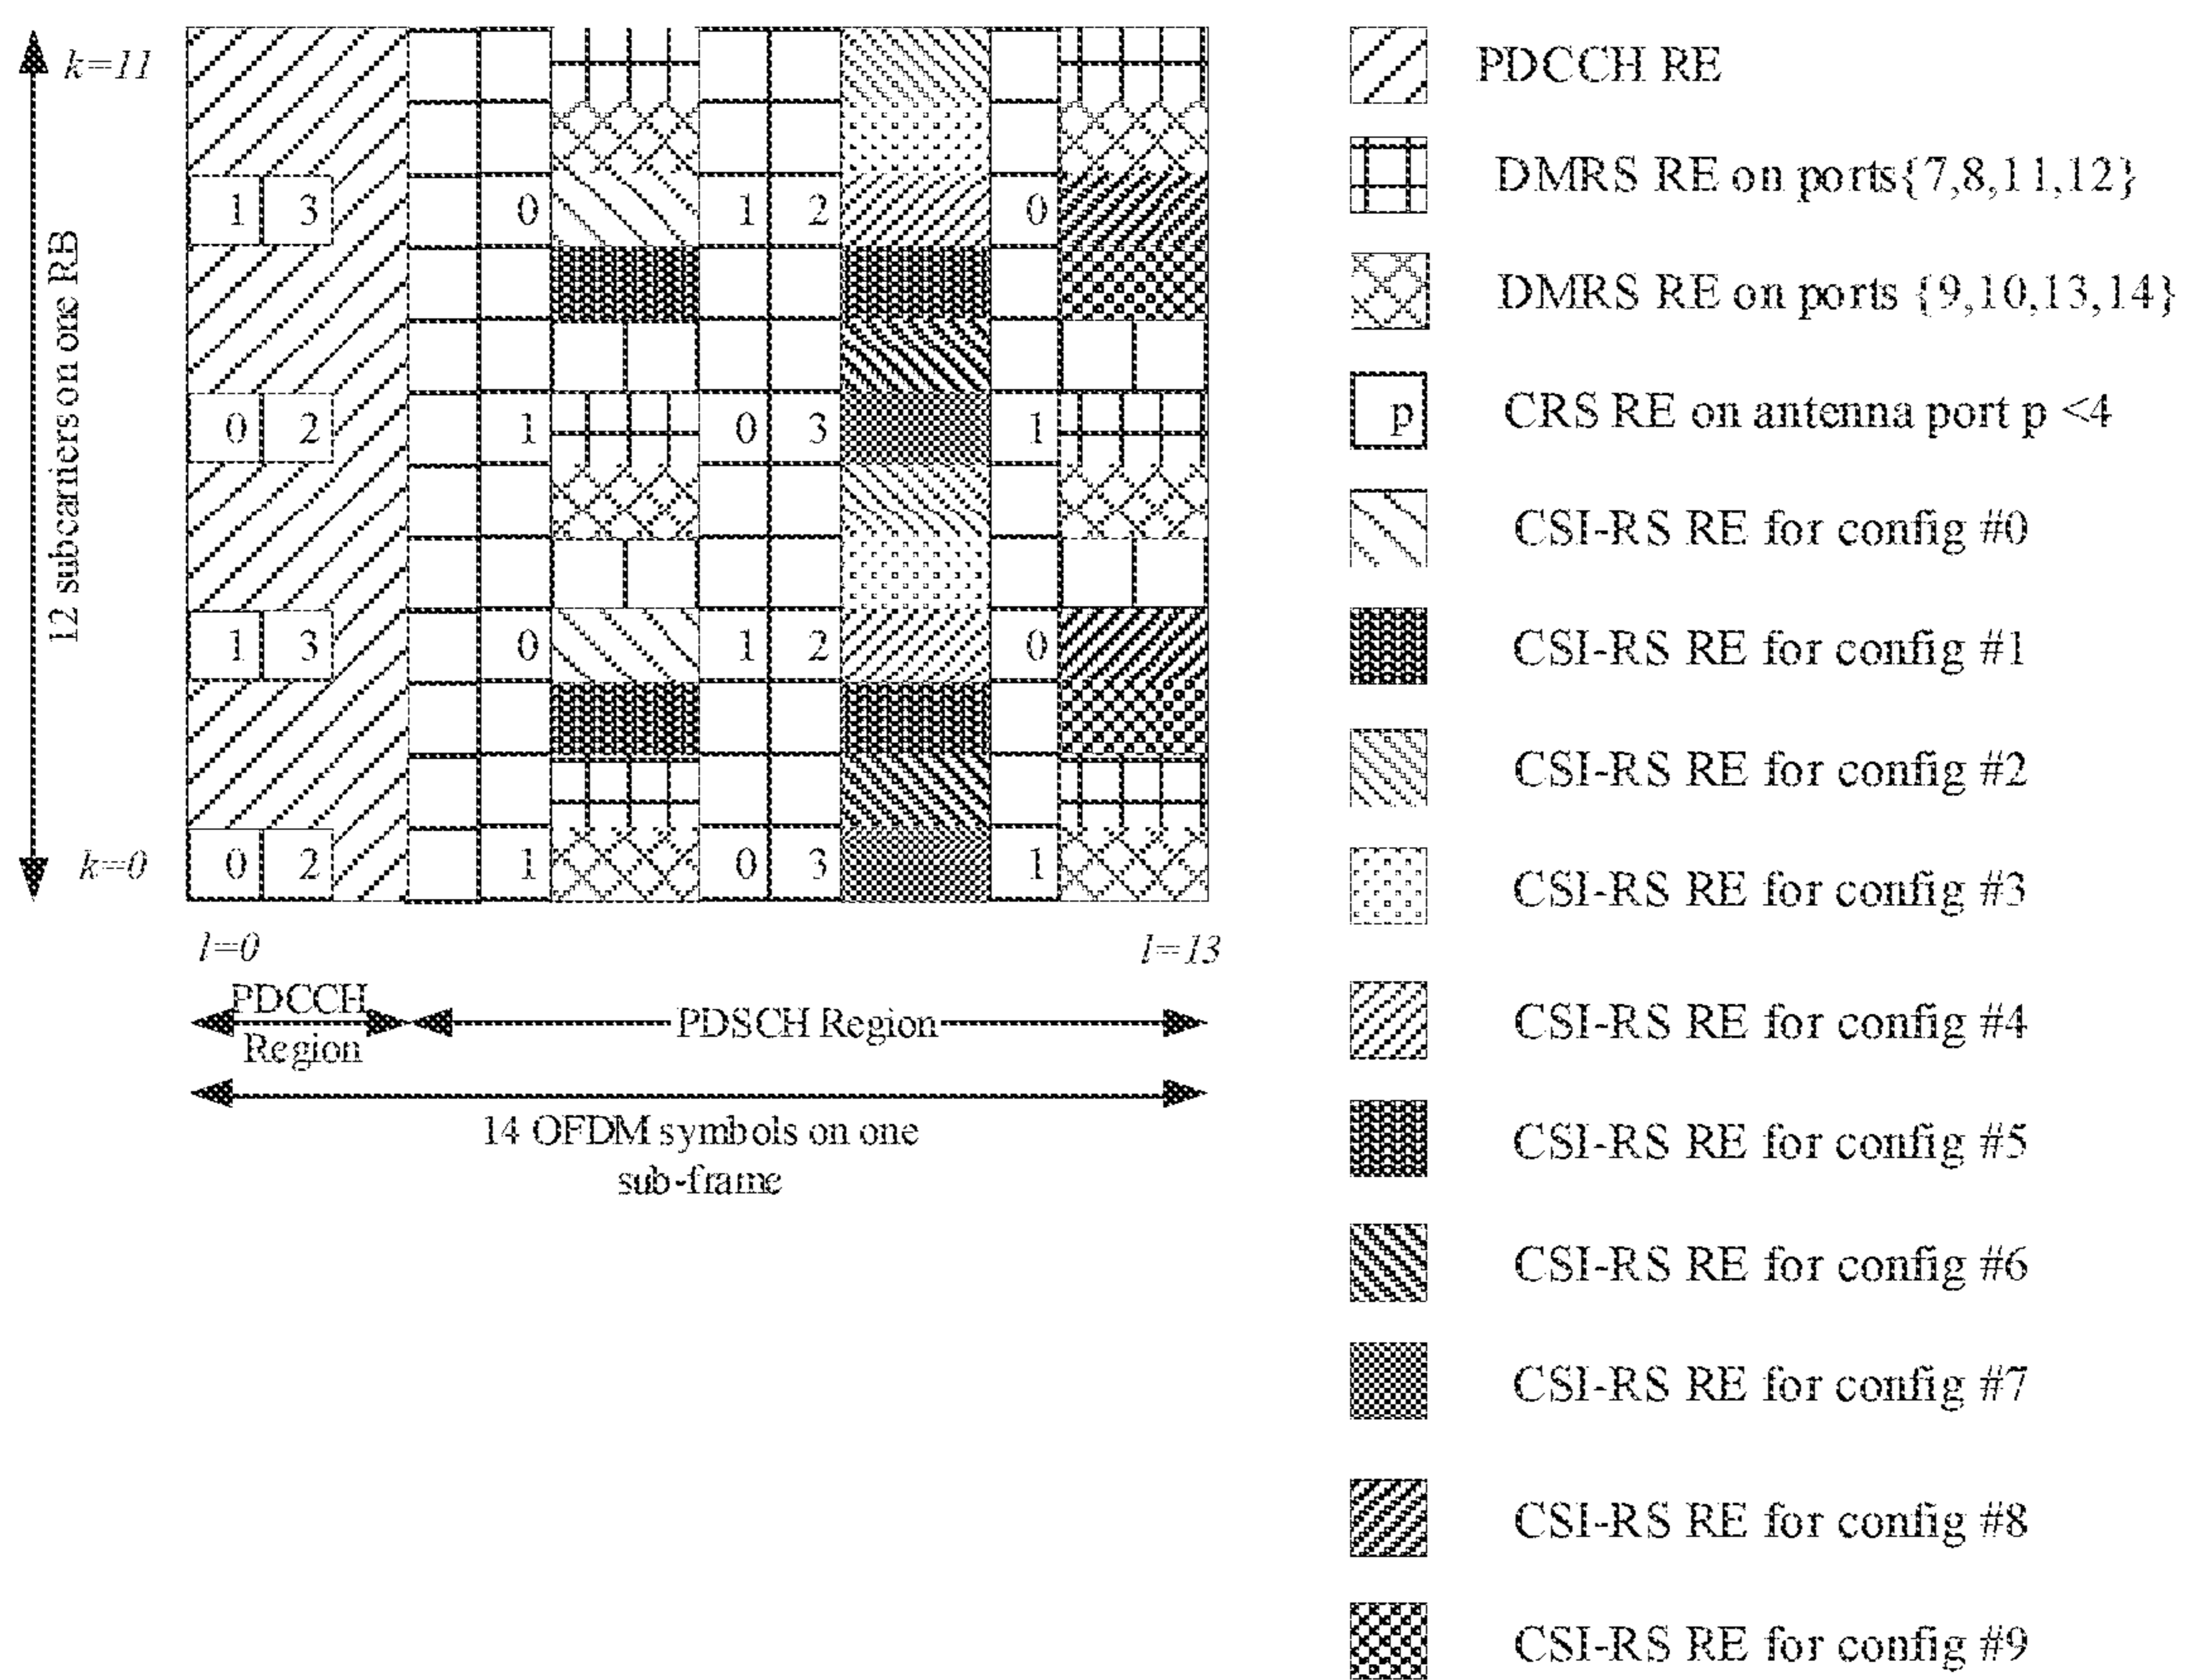 k=11
12 subcarriers on one RB
k=0
1 3 0 1 2 0
0 2 1 0 3 1
1 3 0 1 2 0
0 2 1 0 3 1
l=0
l=13
PDCCH
Region
PDSCH Region
14 OFDM symbols on one
sub-frame
PDCCH RE
DMRS RE on ports{7,8,11,12}
DMRS RE on ports {9,10,13,14}
p
CRS RE on antenna port p <4
CSI-RS RE for config #0
CSI-RS RE for config #1
CSI-RS RE for config #2
CSI-RS RE for config #3
CSI-RS RE for config #4
CSI-RS RE for config #5
CSI-RS RE for config #6
CSI-RS RE for config #7
CSI-RS RE for config #8
CSI-RS RE for config #9